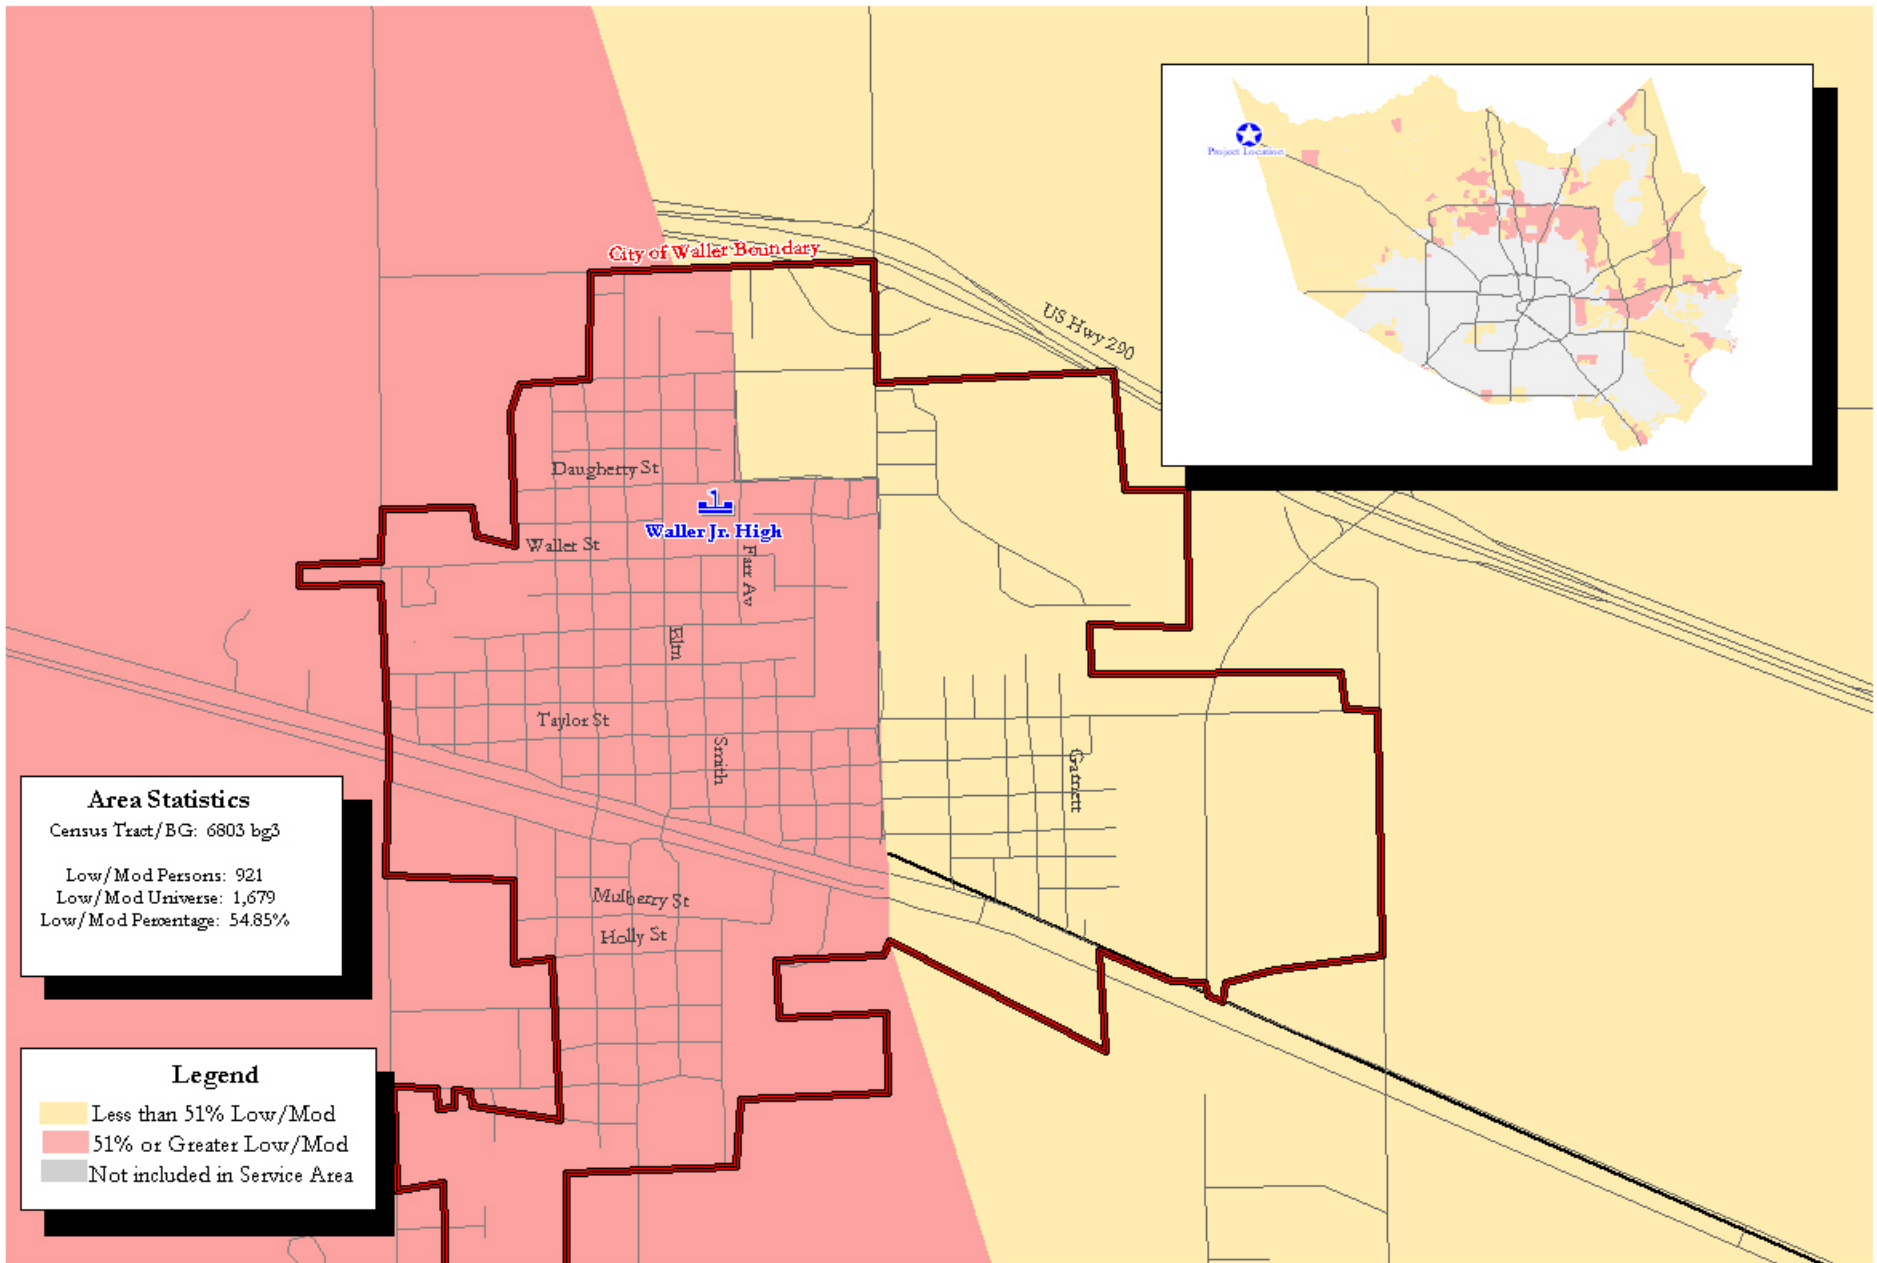 Project Location
City of Waller Boundary
US Hwy 290
Daugherty St
1
Waller Jr. High
Waller St
Farr Av
Elm
Taylor St
Smith
Garnett
Area Statistics
Census Tract/BG: 6803 bg3
Low/Mod Persons: 921
Low/Mod Universe: 1,679
Low/Mod Percentage: 54.85%
Mulberry St
Holly St
Legend
Less than 51% Low/Mod
51% or Greater Low/Mod
Not included in Service Area